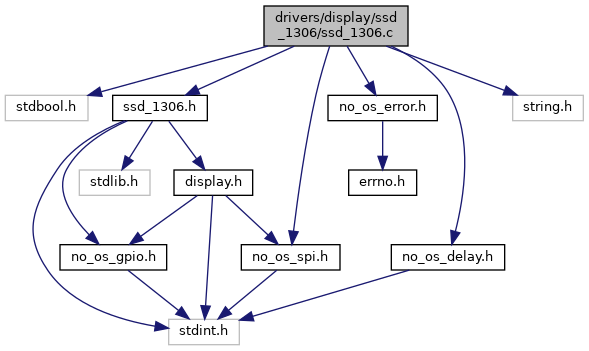 drivers/display/ssd
_1306/ssd_1306.c
stdbool.h
ssd_1306.h
no_os_error.h
string.h
stdlib.h
display.h
errno.h
no_os_gpio.h
no_os_spi.h
no_os_delay.h
stdint.h